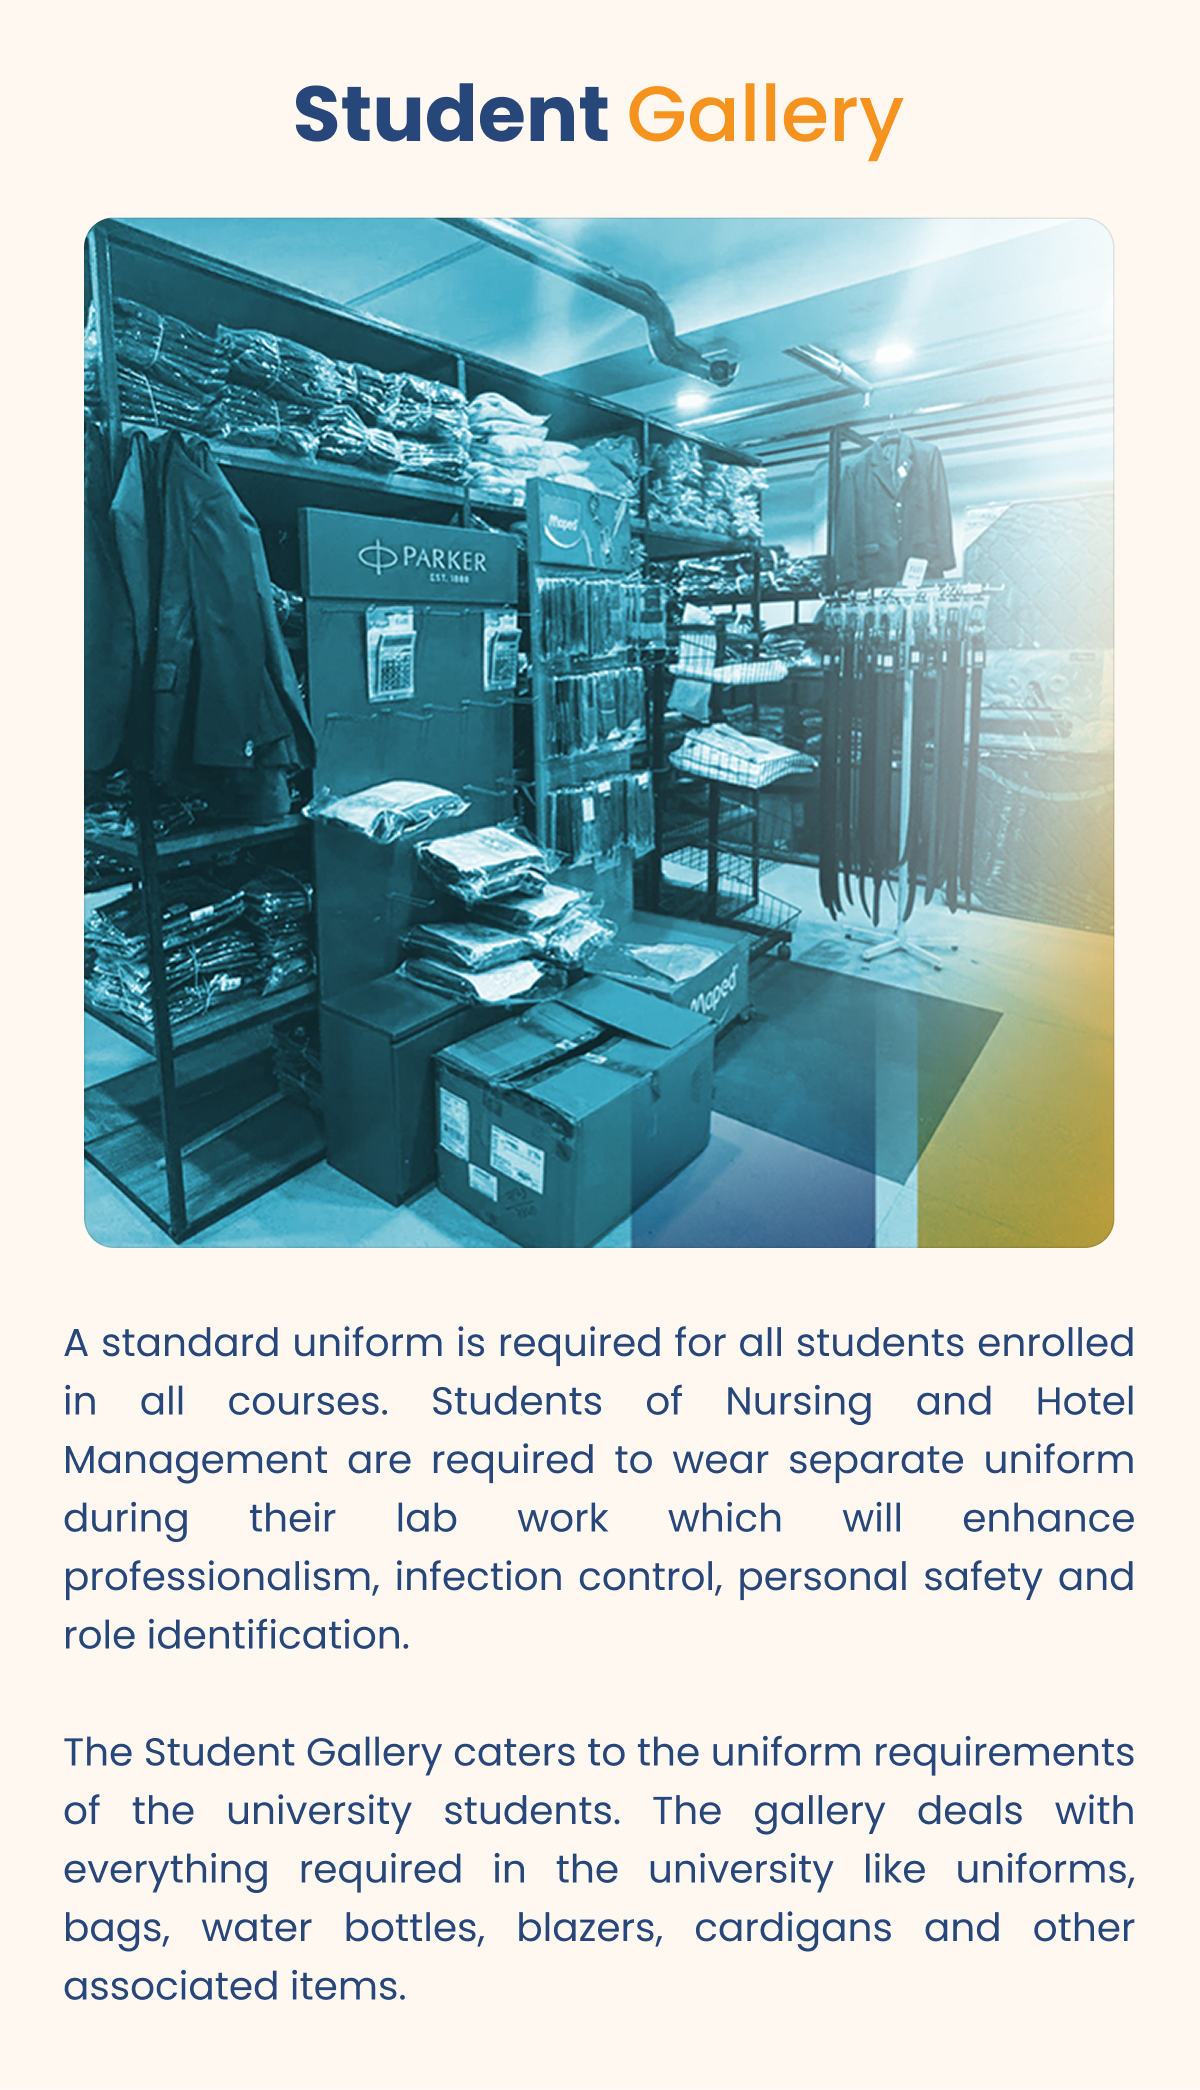 Student Gallery
PARKER
EST. 1888
Maped
Maped
A standard uniform is required for all students enrolled
in all courses. Students of Nursing and Hotel
Management are required to wear separate uniform
during their lab work which will enhance
professionalism, infection control, personal safety and
role identification.
The Student Gallery caters to the uniform requirements
of the university students. The gallery deals with
everything required in the university like uniforms,
bags, water bottles, blazers, cardigans and other
associated items.